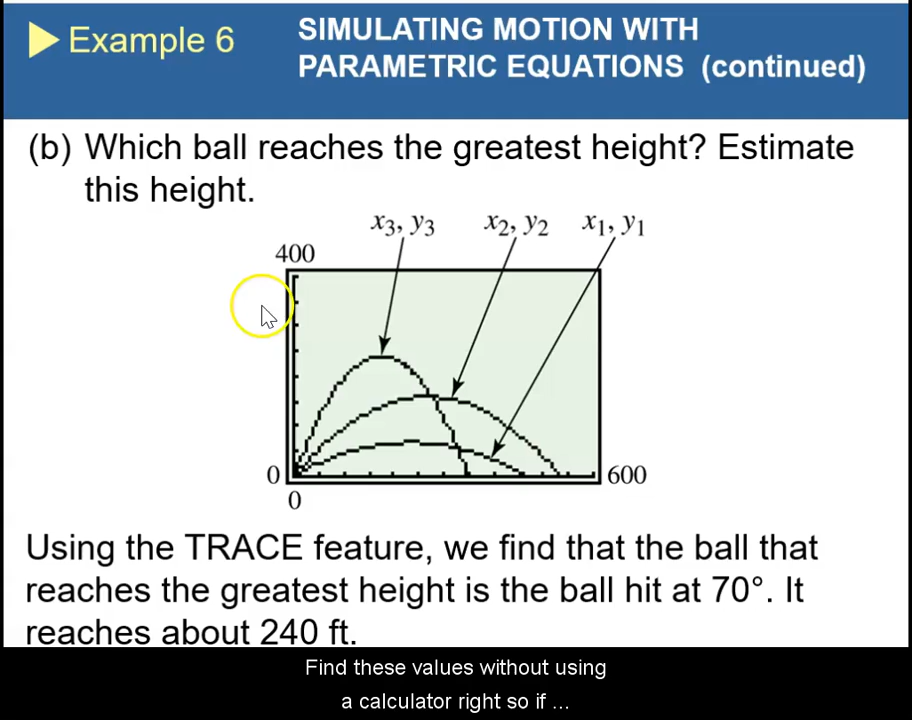 Example 6
SIMULATING MOTION WITH
PARAMETRIC EQUATIONS (continued)
(b) Which ball reaches the greatest height? Estimate
this height.
x₃, y₃ x₂, y₂ x₁, y₁
400
0 600
0
Using the TRACE feature, we find that the ball that
reaches the greatest height is the ball hit at 70°. It
reaches about 240 ft.
Find these values without using
a calculator right so if ...